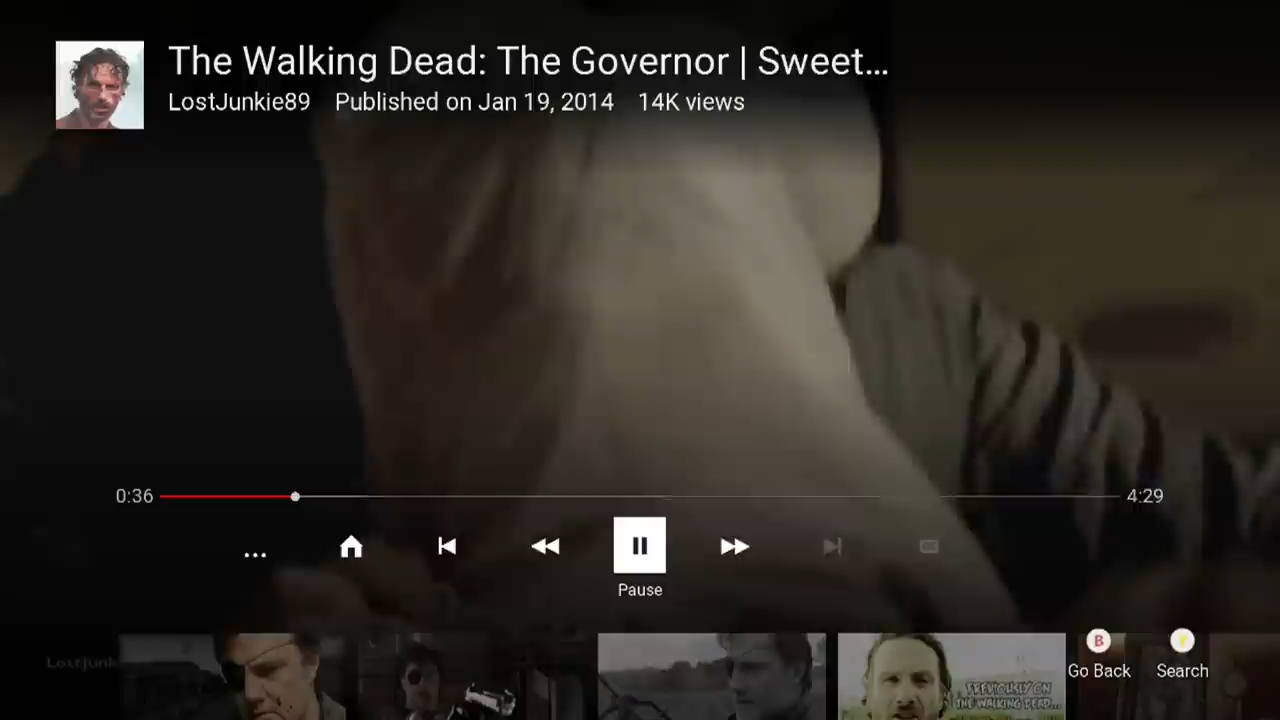 The Walking Dead: The Governor | Sweet...
LostJunkie89 Published on Jan 19, 2014 14K views
0:36
4:29
...
Pause
B
Y
LostJunk
Go Back
Search
PREVIOUSLY ON
THE WALKING DEAD...